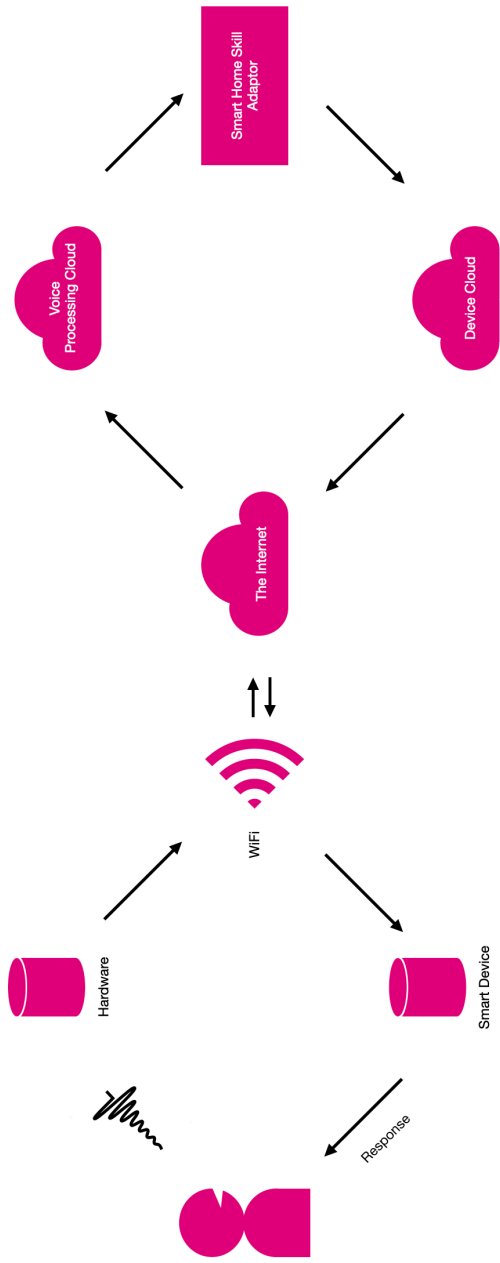 Hardware
WiFi
Smart Device
Response
The Internet
Voice
Processing Cloud
Smart Home Skill
Adaptor
Device Cloud